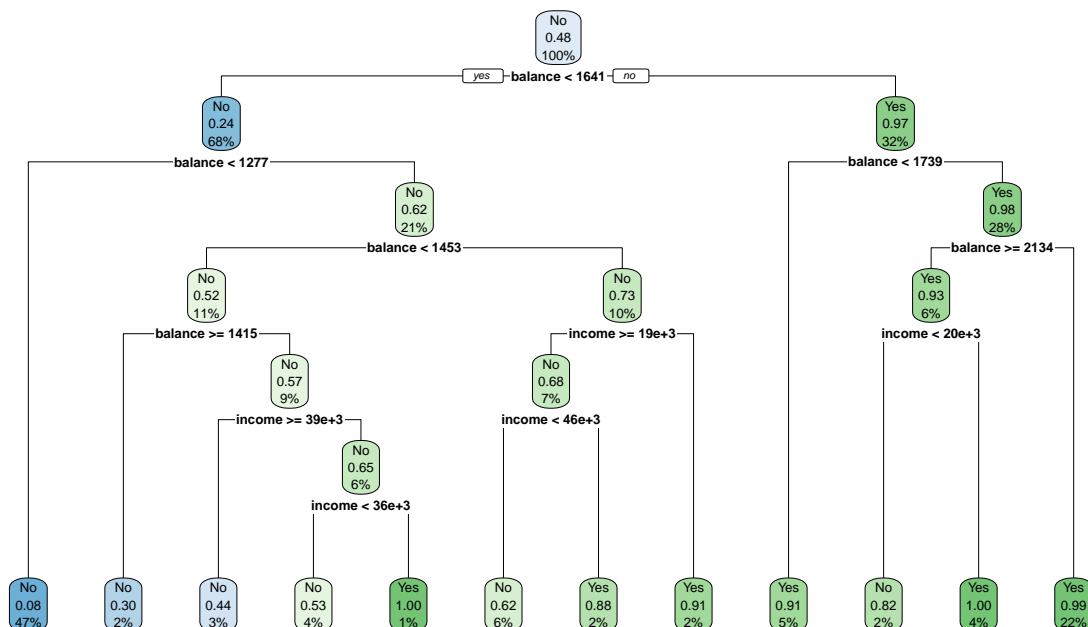 No
0.48
100%
yes balance < 1641 no
No
0.24
68%
Yes
0.97
32%
balance < 1277
balance < 1739
No
0.62
21%
Yes
0.98
28%
balance < 1453
balance >= 2134
No
0.52
11%
No
0.73
10%
Yes
0.93
6%
balance >= 1415
income >= 19e+3
income < 20e+3
No
0.57
9%
No
0.68
7%
income >= 39e+3
income < 46e+3
No
0.65
6%
income < 36e+3
No
0.08
47%
No
0.30
2%
No
0.44
3%
No
0.53
4%
Yes
1.00
1%
No
0.62
6%
Yes
0.88
2%
Yes
0.91
2%
Yes
0.91
5%
No
0.82
2%
Yes
1.00
4%
Yes
0.99
22%